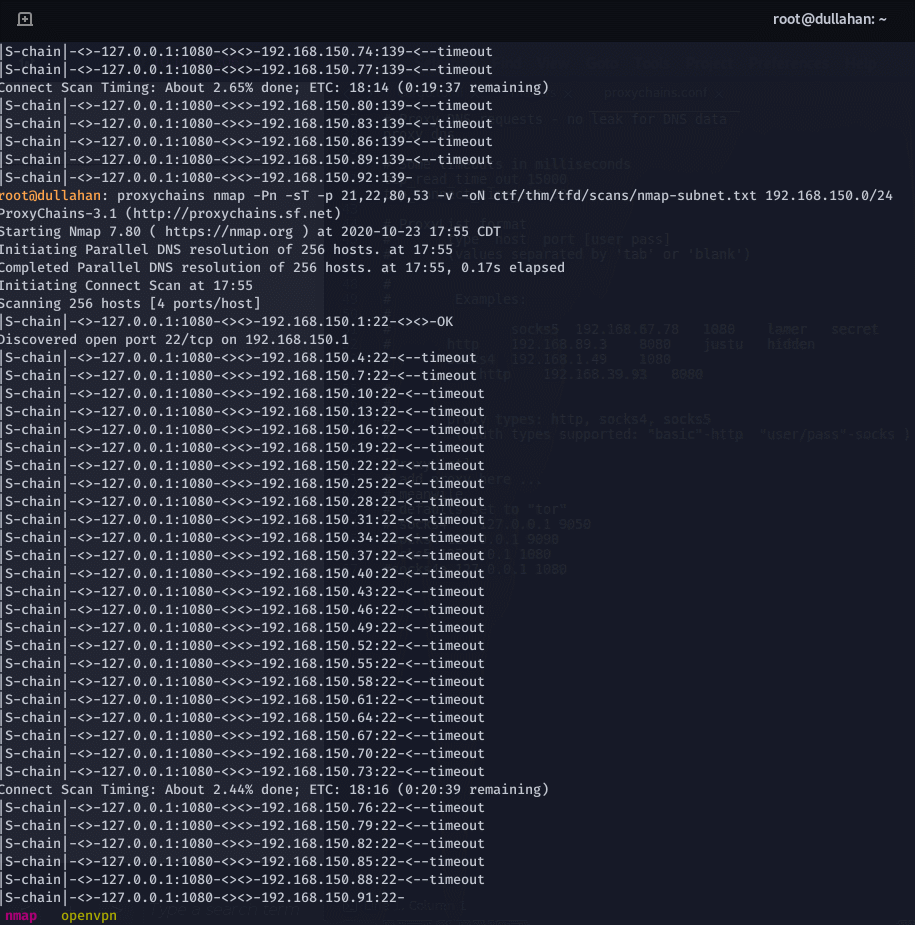 root@dullahan: ~
|S-chain|-<>-127.0.0.1:1080-<><>-192.168.150.74:139-<--timeout
|S-chain|-<>-127.0.0.1:1080-<><>-192.168.150.77:139-<--timeout
Connect Scan Timing: About 2.65% done; ETC: 18:14 (0:19:37 remaining)
|S-chain|-<>-127.0.0.1:1080-<><>-192.168.150.80:139-<--timeout
|S-chain|-<>-127.0.0.1:1080-<><>-192.168.150.83:139-<--timeout
|S-chain|-<>-127.0.0.1:1080-<><>-192.168.150.86:139-<--timeout
|S-chain|-<>-127.0.0.1:1080-<><>-192.168.150.89:139-<--timeout
|S-chain|-<>-127.0.0.1:1080-<><>-192.168.150.92:139-
root@dullahan: proxychains nmap -Pn -sT -p 21,22,80,53 -v -oN ctf/thm/tfd/scans/nmap-subnet.txt 192.168.150.0/24
ProxyChains-3.1 (http://proxychains.sf.net)
Starting Nmap 7.80 ( https://nmap.org ) at 2020-10-23 17:55 CDT
Initiating Parallel DNS resolution of 256 hosts. at 17:55
Completed Parallel DNS resolution of 256 hosts. at 17:55, 0.17s elapsed
Initiating Connect Scan at 17:55
Scanning 256 hosts [4 ports/host]
|S-chain|-<>-127.0.0.1:1080-<><>-192.168.150.1:22-<><>-OK
Discovered open port 22/tcp on 192.168.150.1
|S-chain|-<>-127.0.0.1:1080-<><>-192.168.150.4:22-<--timeout
|S-chain|-<>-127.0.0.1:1080-<><>-192.168.150.7:22-<--timeout
|S-chain|-<>-127.0.0.1:1080-<><>-192.168.150.10:22-<--timeout
|S-chain|-<>-127.0.0.1:1080-<><>-192.168.150.13:22-<--timeout
|S-chain|-<>-127.0.0.1:1080-<><>-192.168.150.16:22-<--timeout
|S-chain|-<>-127.0.0.1:1080-<><>-192.168.150.19:22-<--timeout
|S-chain|-<>-127.0.0.1:1080-<><>-192.168.150.22:22-<--timeout
|S-chain|-<>-127.0.0.1:1080-<><>-192.168.150.25:22-<--timeout
|S-chain|-<>-127.0.0.1:1080-<><>-192.168.150.28:22-<--timeout
|S-chain|-<>-127.0.0.1:1080-<><>-192.168.150.31:22-<--timeout
|S-chain|-<>-127.0.0.1:1080-<><>-192.168.150.34:22-<--timeout
|S-chain|-<>-127.0.0.1:1080-<><>-192.168.150.37:22-<--timeout
|S-chain|-<>-127.0.0.1:1080-<><>-192.168.150.40:22-<--timeout
|S-chain|-<>-127.0.0.1:1080-<><>-192.168.150.43:22-<--timeout
|S-chain|-<>-127.0.0.1:1080-<><>-192.168.150.46:22-<--timeout
|S-chain|-<>-127.0.0.1:1080-<><>-192.168.150.49:22-<--timeout
|S-chain|-<>-127.0.0.1:1080-<><>-192.168.150.52:22-<--timeout
|S-chain|-<>-127.0.0.1:1080-<><>-192.168.150.55:22-<--timeout
|S-chain|-<>-127.0.0.1:1080-<><>-192.168.150.58:22-<--timeout
|S-chain|-<>-127.0.0.1:1080-<><>-192.168.150.61:22-<--timeout
|S-chain|-<>-127.0.0.1:1080-<><>-192.168.150.64:22-<--timeout
|S-chain|-<>-127.0.0.1:1080-<><>-192.168.150.67:22-<--timeout
|S-chain|-<>-127.0.0.1:1080-<><>-192.168.150.70:22-<--timeout
|S-chain|-<>-127.0.0.1:1080-<><>-192.168.150.73:22-<--timeout
Connect Scan Timing: About 2.44% done; ETC: 18:16 (0:20:39 remaining)
|S-chain|-<>-127.0.0.1:1080-<><>-192.168.150.76:22-<--timeout
|S-chain|-<>-127.0.0.1:1080-<><>-192.168.150.79:22-<--timeout
|S-chain|-<>-127.0.0.1:1080-<><>-192.168.150.82:22-<--timeout
|S-chain|-<>-127.0.0.1:1080-<><>-192.168.150.85:22-<--timeout
|S-chain|-<>-127.0.0.1:1080-<><>-192.168.150.88:22-<--timeout
|S-chain|-<>-127.0.0.1:1080-<><>-192.168.150.91:22-
nmap openvpn